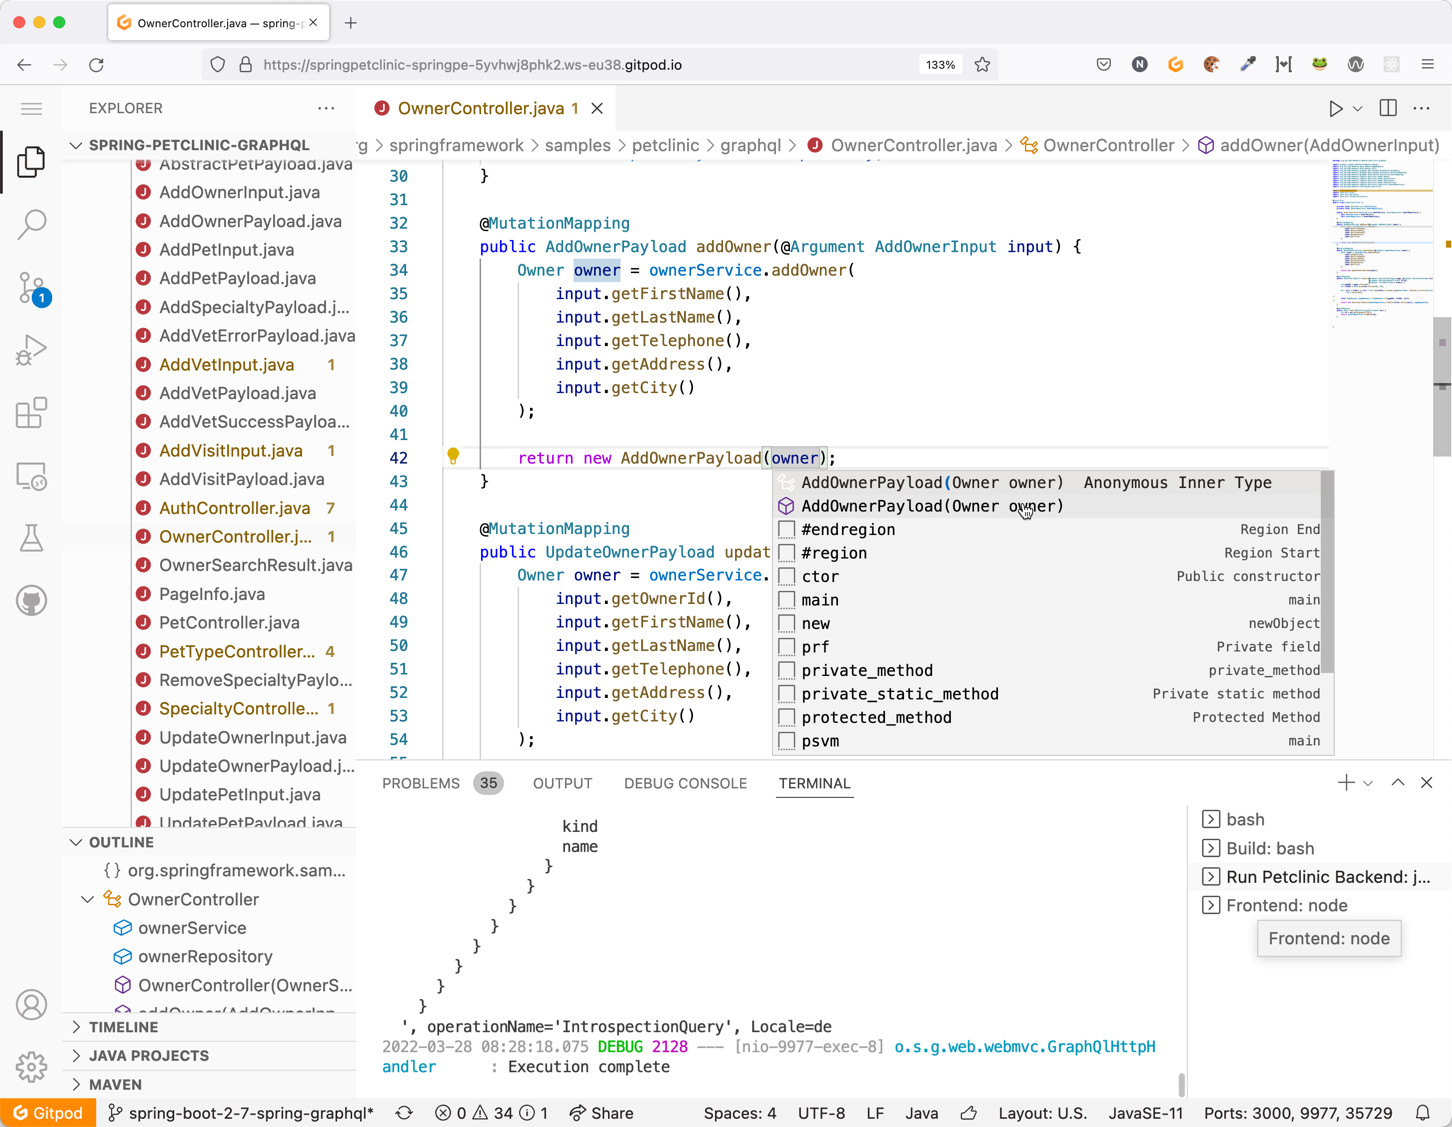 OwnerController.java — spring-p
https://springpetclinic-springpe-5yvhwj8phk2.ws-eu38.gitpod.io
133%
EXPLORER
OwnerController.java 1
SPRING-PETCLINIC-GRAPHQL
rg > springframework > samples > petclinic > graphql > OwnerController.java > OwnerController > addOwner(AddOwnerInput)
AbstractPetPayload.java
AddOwnerInput.java
AddOwnerPayload.java
AddPetInput.java
AddPetPayload.java
AddSpecialtyPayload.j...
AddVetErrorPayload.java
AddVetInput.java 1
AddVetPayload.java
AddVetSuccessPayloa...
AddVisitInput.java 1
AddVisitPayload.java
AuthController.java 7
OwnerController.j... 1
OwnerSearchResult.java
PageInfo.java
PetController.java
PetTypeController... 4
RemoveSpecialtyPaylo...
SpecialtyControlle... 1
UpdateOwnerInput.java
UpdateOwnerPayload.j...
UpdatePetInput.java
UpdatePetPayload.java
1
OUTLINE
{} org.springframework.sam...
OwnerController
ownerService
ownerRepository
OwnerController(OwnerS...
addOwner(AddOwnerInp...
TIMELINE
JAVA PROJECTS
MAVEN
30 }
31
32 @MutationMapping
33 public AddOwnerPayload addOwner(@Argument AddOwnerInput input) {
34 Owner owner = ownerService.addOwner(
35 input.getFirstName(),
36 input.getLastName(),
37 input.getTelephone(),
38 input.getAddress(),
39 input.getCity()
40 );
41
42 return new AddOwnerPayload(owner);
43 }
44
45 @MutationMapping
46 public UpdateOwnerPayload updat
47 Owner owner = ownerService.
48 input.getOwnerId(),
49 input.getFirstName(),
50 input.getLastName(),
51 input.getTelephone(),
52 input.getAddress(),
53 input.getCity()
54 );
55
AddOwnerPayload(Owner owner) Anonymous Inner Type
AddOwnerPayload(Owner owner)
#endregion Region End
#region Region Start
ctor Public constructor
main main
new newObject
prf Private field
private_method private_method
private_static_method Private static method
protected_method Protected Method
psvm main
PROBLEMS 35 OUTPUT DEBUG CONSOLE TERMINAL
kind
name
}
}
}
}
}
}
}
}
', operationName='IntrospectionQuery', Locale=de
2022-03-28 08:28:18.075 DEBUG 2128 --- [nio-9977-exec-8] o.s.g.web.webmvc.GraphQlHttpH
andler : Execution complete
bash
Build: bash
Run Petclinic Backend: j...
Frontend: node
Frontend: node
Gitpod spring-boot-2-7-spring-graphql* 0 34 1 Share Spaces: 4 UTF-8 LF Java Layout: U.S. JavaSE-11 Ports: 3000, 9977, 35729